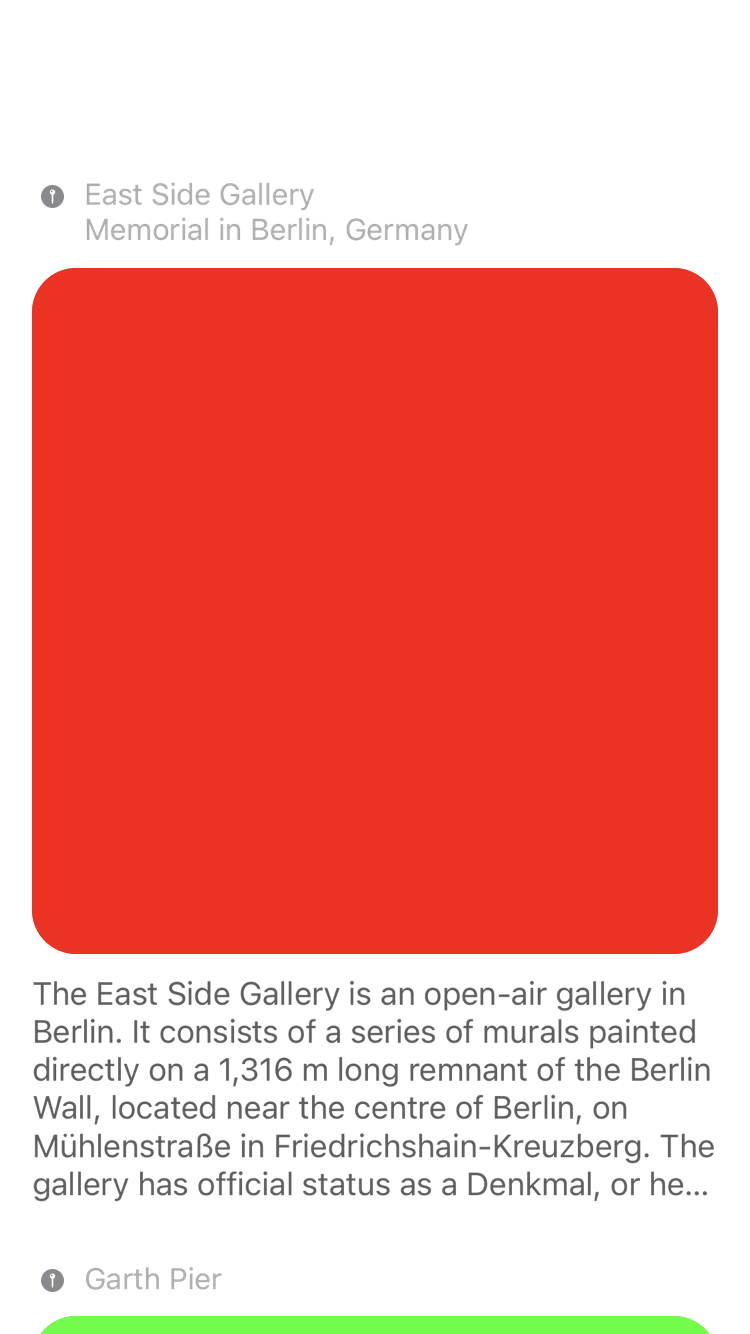 East Side Gallery
Memorial in Berlin, Germany
The East Side Gallery is an open-air gallery in
Berlin. It consists of a series of murals painted
directly on a 1,316 m long remnant of the Berlin
Wall, located near the centre of Berlin, on
Mühlenstraße in Friedrichshain-Kreuzberg. The
gallery has official status as a Denkmal, or he...
Garth Pier